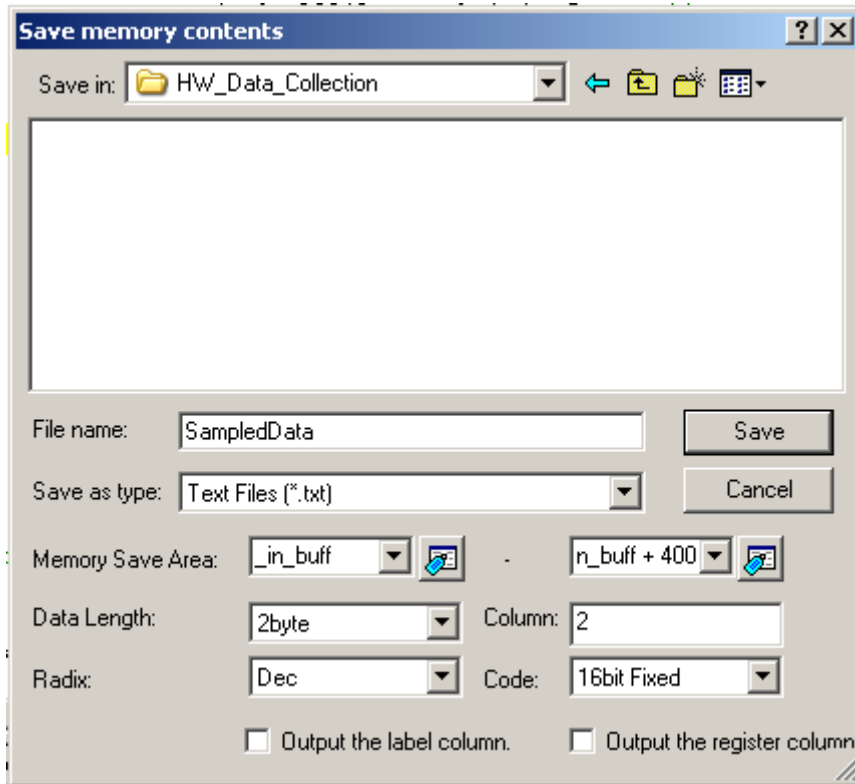 Save memory contents
Save in: HW_Data_Collection
File name: SampledData Save
Save as type: Text Files (*.txt) Cancel
Memory Save Area: _in_buff - n_buff + 400
Data Length: 2byte Column: 2
Radix: Dec Code: 16bit Fixed
Output the label column. Output the register column